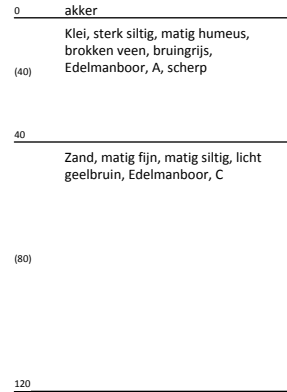 0 akker
Klei, sterk siltig, matig humeus,
brokken veen, bruingrijs,
(40) Edelmanboor, A, scherp
40
Zand, matig fijn, matig siltig, licht
geelbruin, Edelmanboor, C
(80)
120